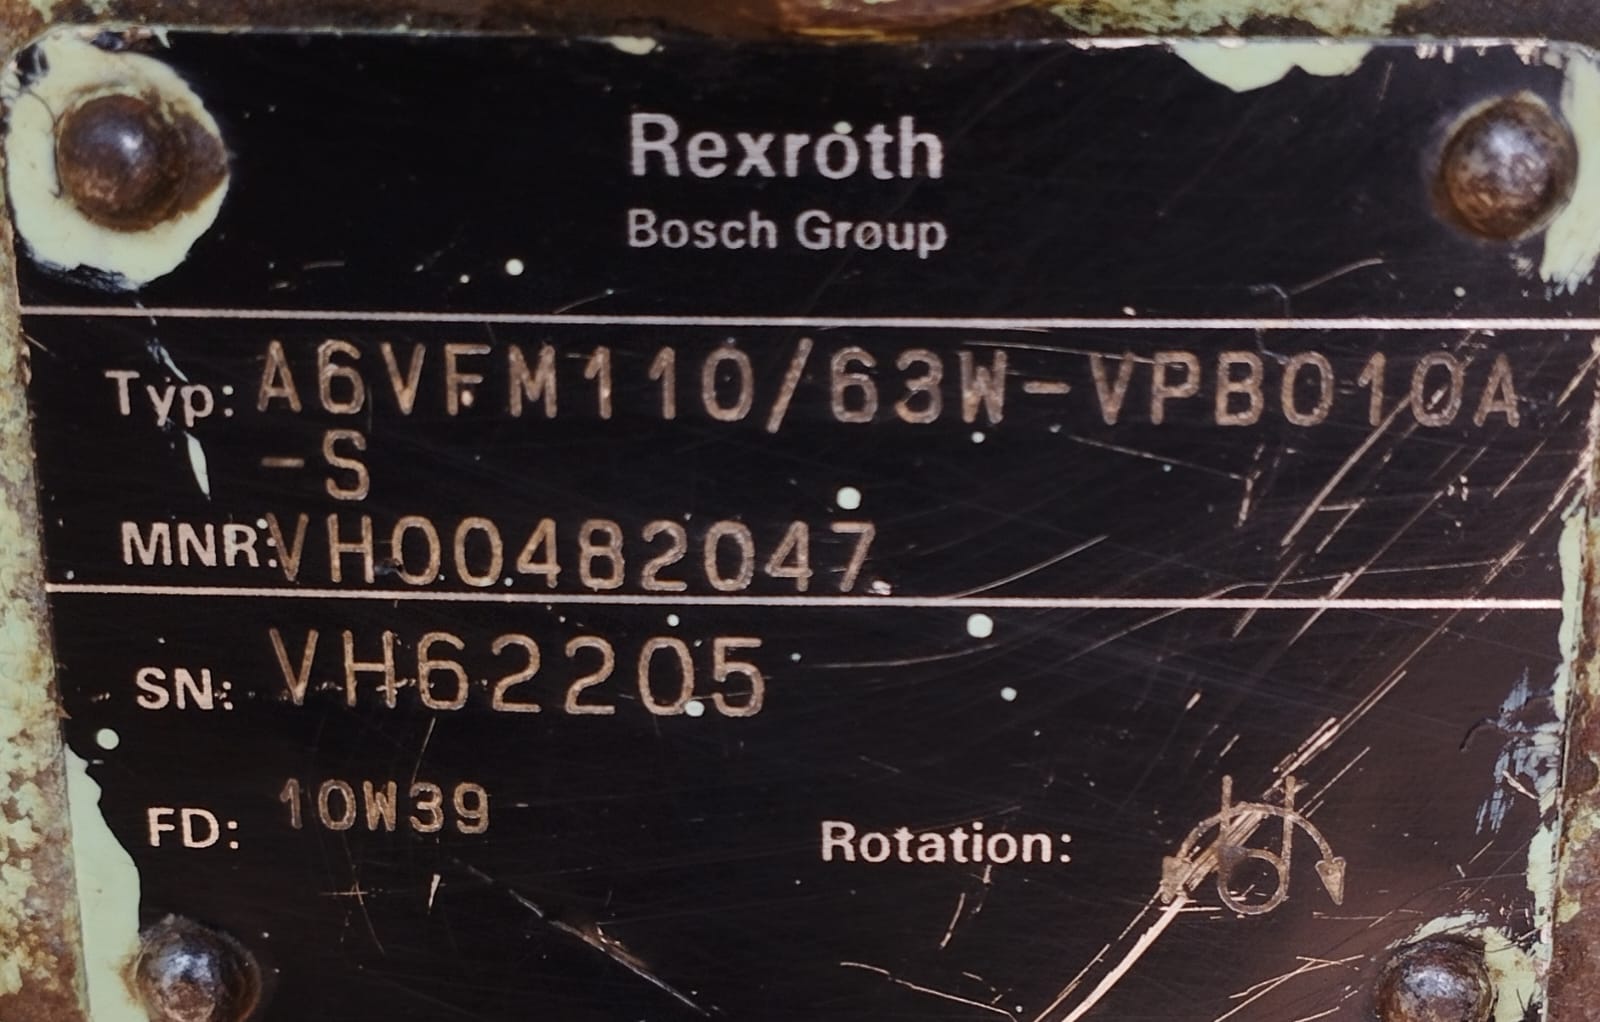 Rexroth
Bosch Group
Typ: A6VFM110/63W-VPB010A
-S
MNR: VH00482047
SN: VH62205
FD: 10W39
Rotation: